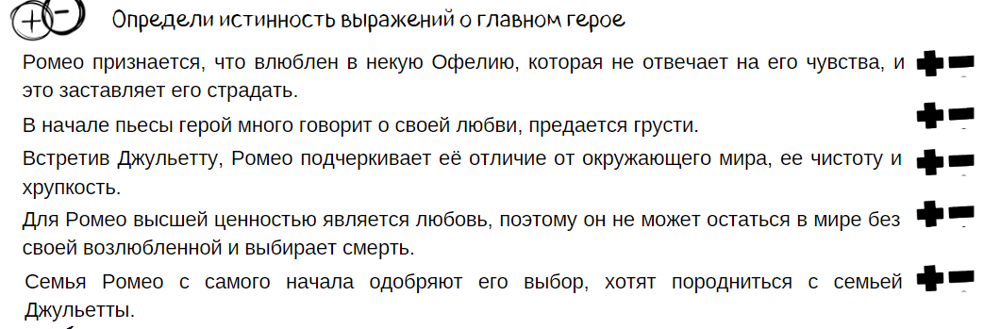 Определи истинность выражений о главном герое
Ромео признается, что влюблен в некую Офелию, которая не отвечает на его чувства, и
это заставляет его страдать.
В начале пьесы герой много говорит о своей любви, предается грусти.
Встретив Джульетту, Ромео подчеркивает её отличие от окружающего мира, ее чистоту и
хрупкость.
Для Ромео высшей ценностью является любовь, поэтому он не может остаться в мире без
своей возлюбленной и выбирает смерть.
Семья Ромео с самого начала одобряют его выбор, хотят породниться с семьей
Джульетты.